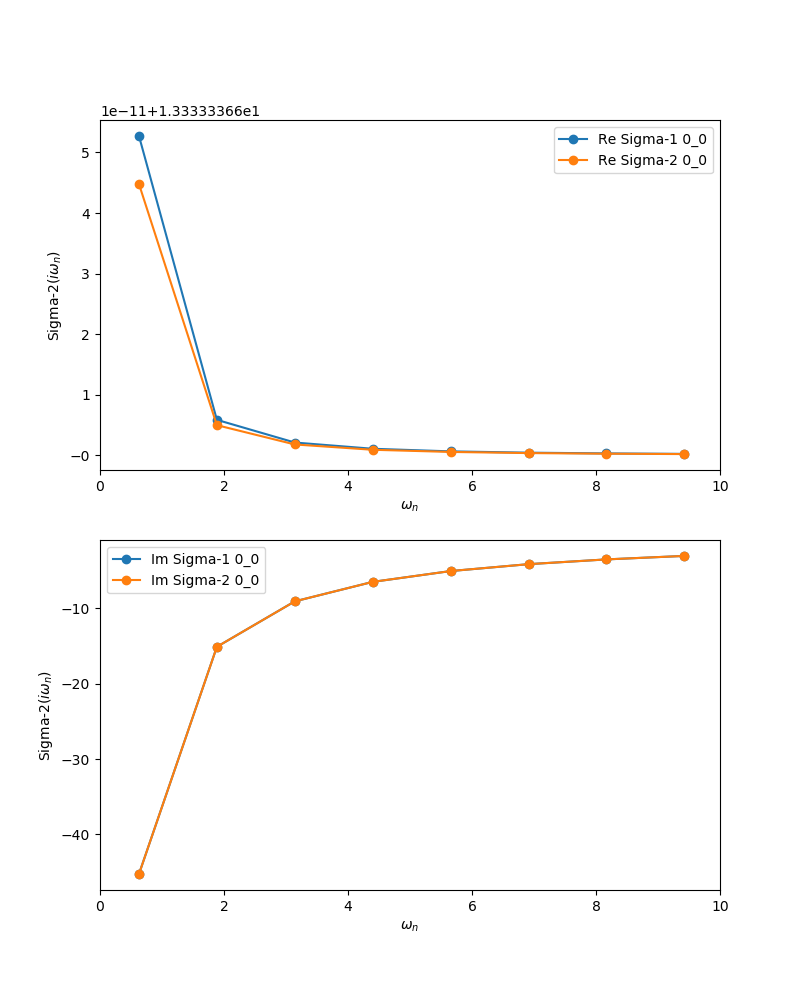 1e−11+1.33333366e1
Re Sigma-1 0_0
Re Sigma-2 0_0
5
4
3
2
1
−0
Sigma-2(iωn)
0 2 4 6 8 10
ωn
Im Sigma-1 0_0
Im Sigma-2 0_0
−10
−20
−30
−40
Sigma-2(iωn)
0 2 4 6 8 10
ωn